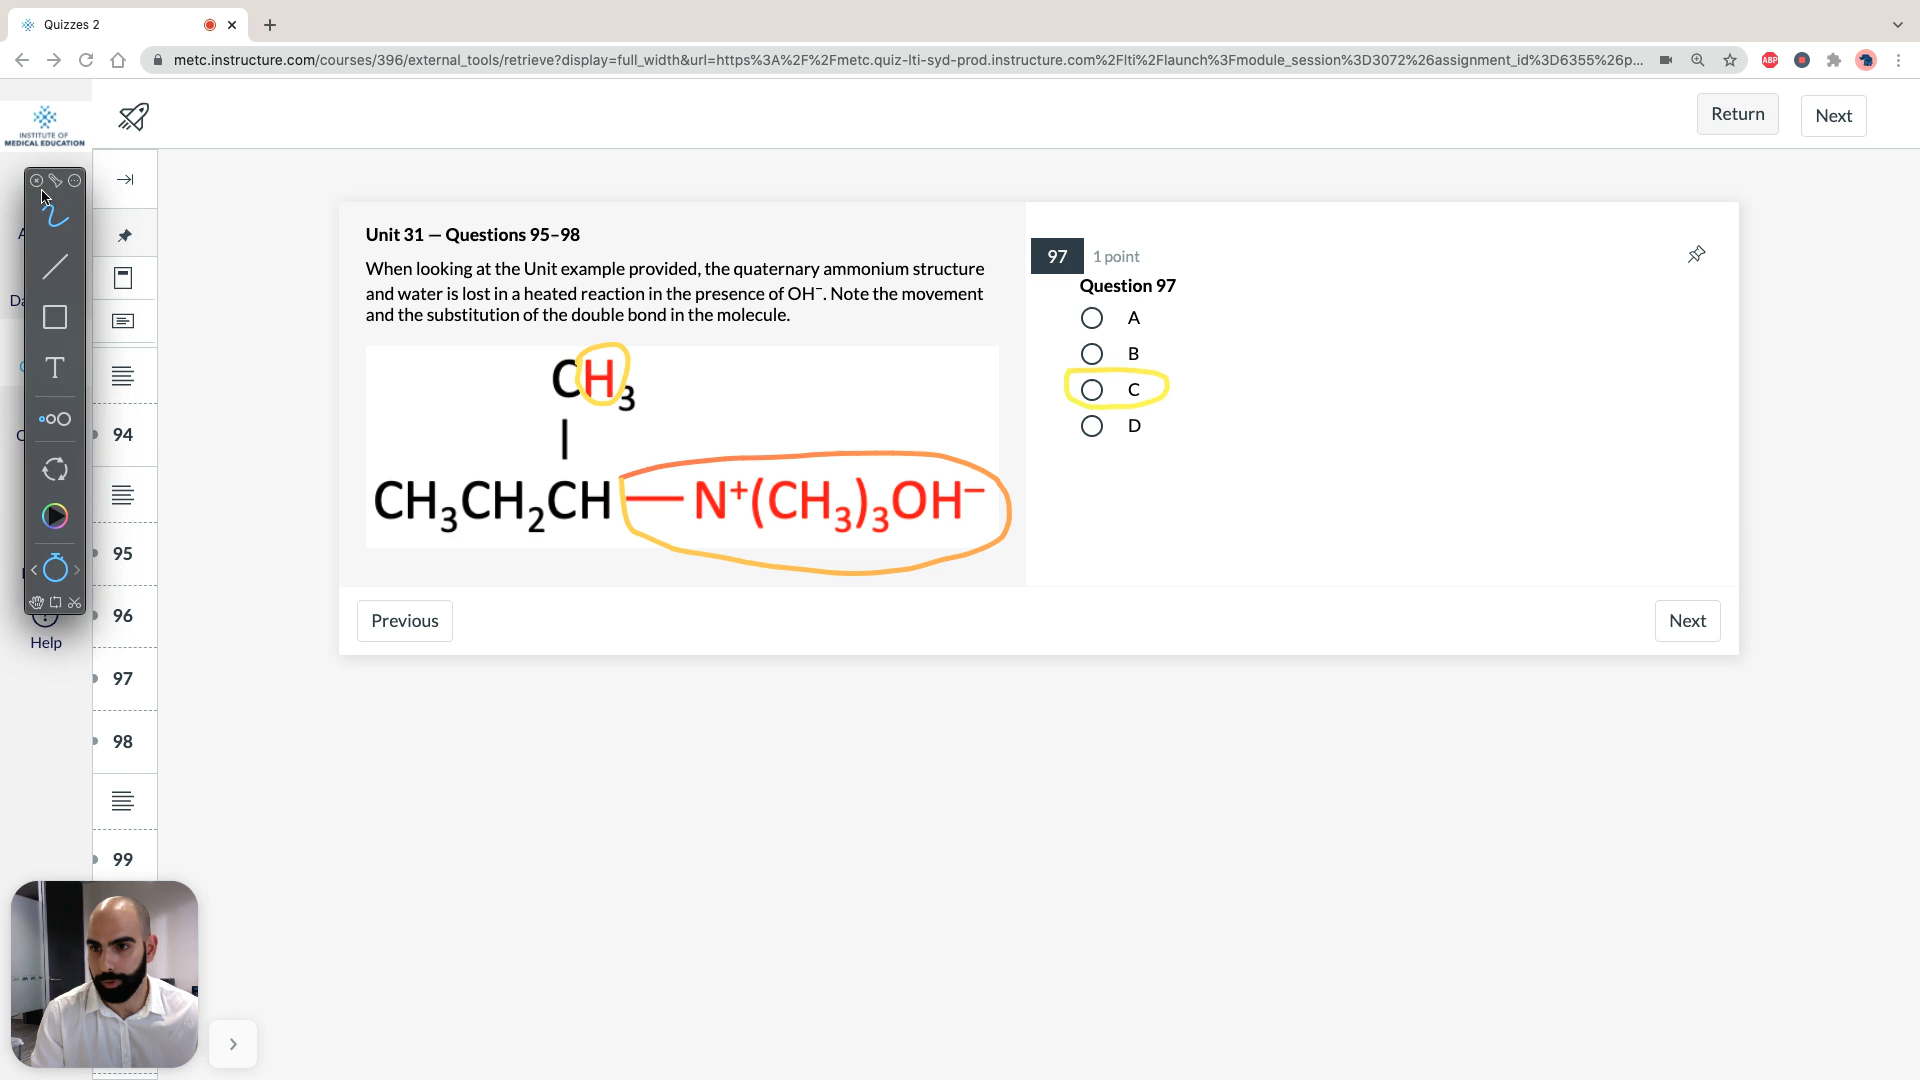 Quizzes 2
metc.instructure.com/courses/396/external_tools/retrieve?display=full_width&url=https%3A%2F%2Fmetc.quiz-lti-syd-prod.instructure.com%2Flti%2Flaunch%3Fmodule_session%3D3072%26assignment_id%3D6355%26p...
ABP
INSTITUTE OF
MEDICAL EDUCATION
Return
Next
T
Da
94
95
96
97
98
99
Help
Unit 31 — Questions 95–98
When looking at the Unit example provided, the quaternary ammonium structure
and water is lost in a heated reaction in the presence of OH⁻. Note the movement
and the substitution of the double bond in the molecule.
CH₃
|
CH₃CH₂CH—N⁺(CH₃)₃OH⁻
97 1 point
Question 97
A
B
C
D
Previous
Next